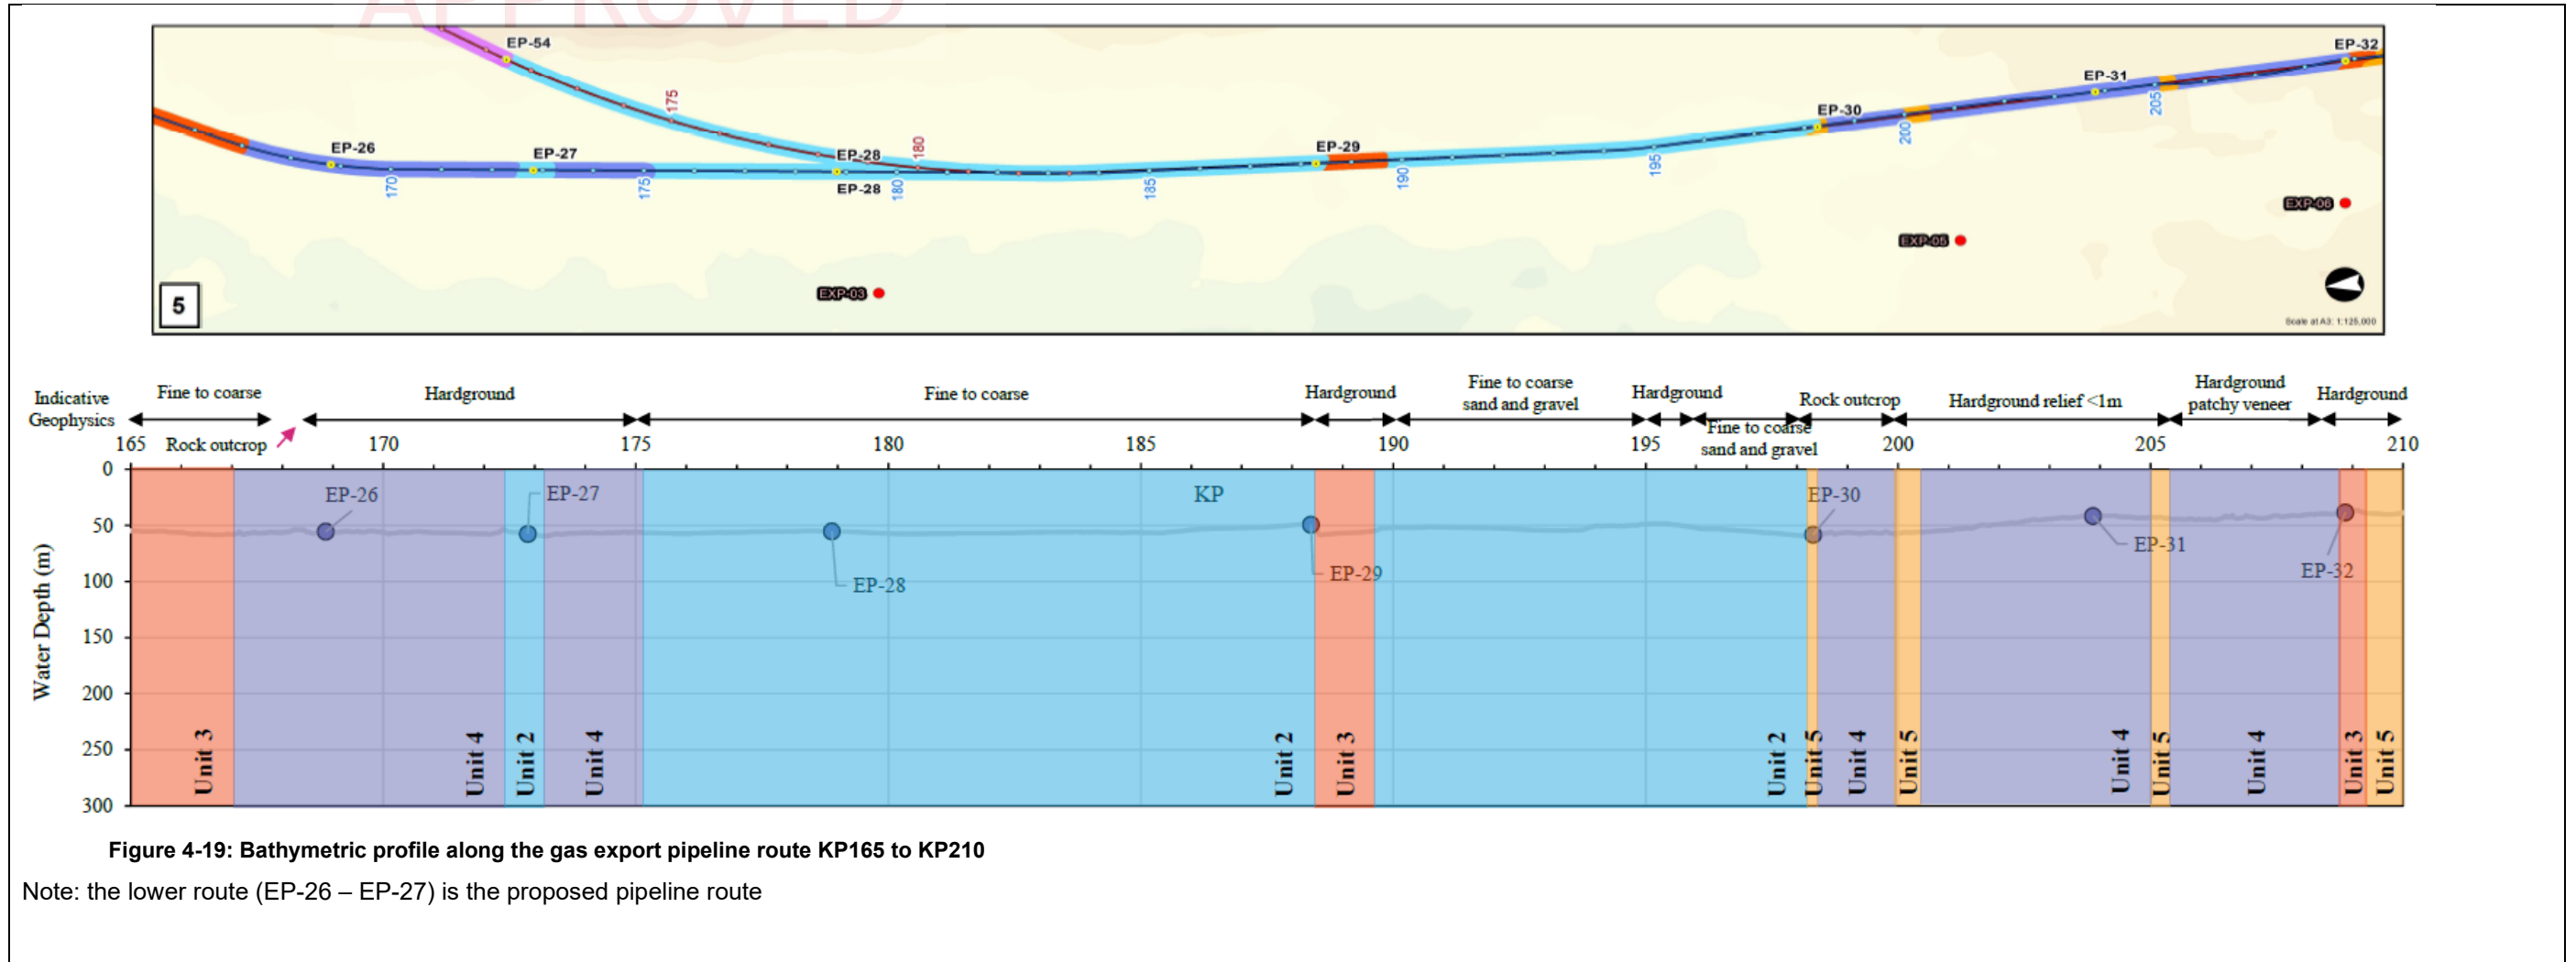 APPROVED
EP-54
EP-32
EP-31
175
205
EP-30
200
180
EP-26
EP-27
EP-28
EP-29
195
170
175
EP-28
180
185
190
EXP-06
EXP-05
EXP-03
5
Scale at A3: 1:125,000
Indicative
Geophysics
Fine to coarse
Rock outcrop
Hardground
Fine to coarse
Hardground
Fine to coarse
sand and gravel
Hardground
Fine to coarse
sand and gravel
Rock outcrop
Hardground relief <1m
Hardground
patchy veneer
Hardground
165 170 175 180 185 190 195 200 205 210
KP
Water Depth (m)
0
50
100
150
200
250
300
EP-26
EP-27
EP-28
EP-29
EP-30
EP-31
EP-32
Unit 3
Unit 4
Unit 2
Unit 4
Unit 2
Unit 3
Unit 2
Unit 5
Unit 4
Unit 5
Unit 4
Unit 5
Unit 4
Unit 3
Unit 5
Figure 4-19: Bathymetric profile along the gas export pipeline route KP165 to KP210
Note: the lower route (EP-26 – EP-27) is the proposed pipeline route